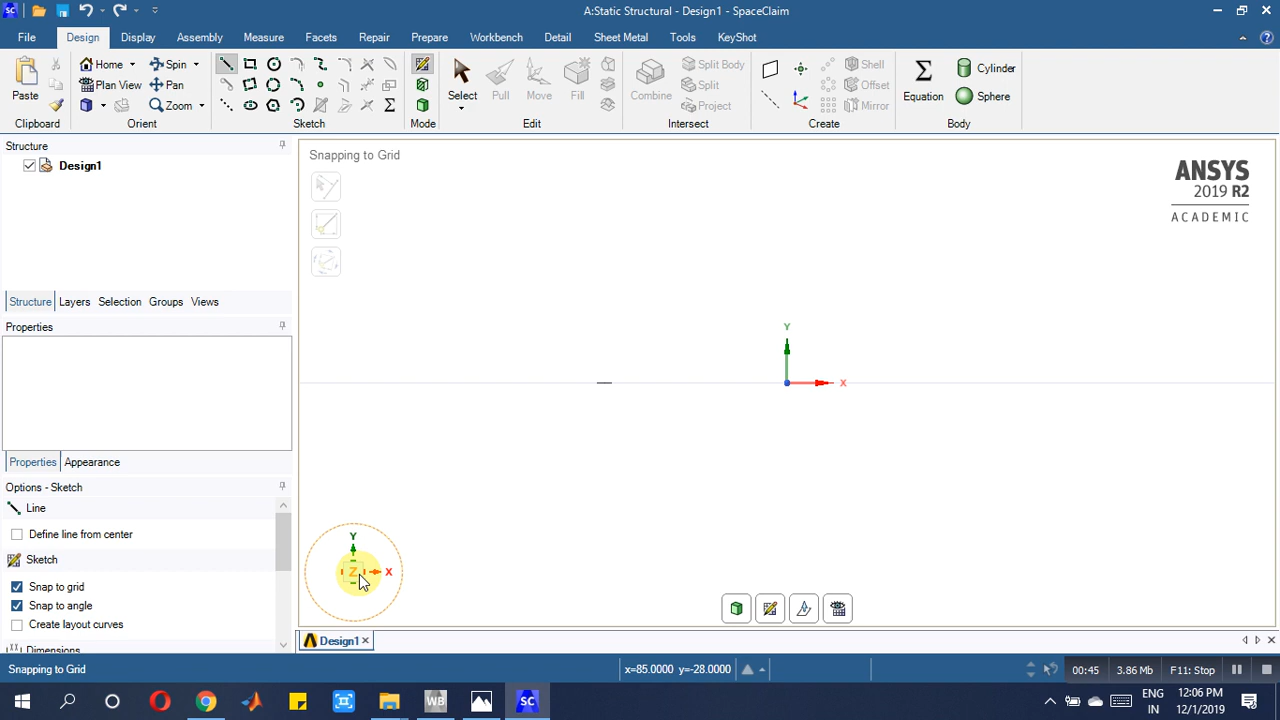 A:Static Structural - Design1 - SpaceClaim
File Design Display Assembly Measure Facets Repair Prepare Workbench Detail Sheet Metal Tools KeyShot
Paste
Clipboard
Home Spin
Plan View Pan
Zoom
Orient
Sketch
Mode
Select Pull Move Fill
Edit
Combine
Split Body
Split
Project
Intersect
Shell
Offset
Mirror
Create
Equation
Cylinder
Sphere
Body
Structure
Design1
Structure Layers Selection Groups Views
Properties
Properties Appearance
Options - Sketch
Line
Define line from center
Sketch
Snap to grid
Snap to angle
Create layout curves
Dimensions
Snapping to Grid
ANSYS
2019 R2
ACADEMIC
Y
X
Y
Z X
Design1
Snapping to Grid x=85.0000 y=-28.0000 00:45 3.86 Mb F11: Stop
WB SC
ENG 12:06 PM
IN 12/1/2019